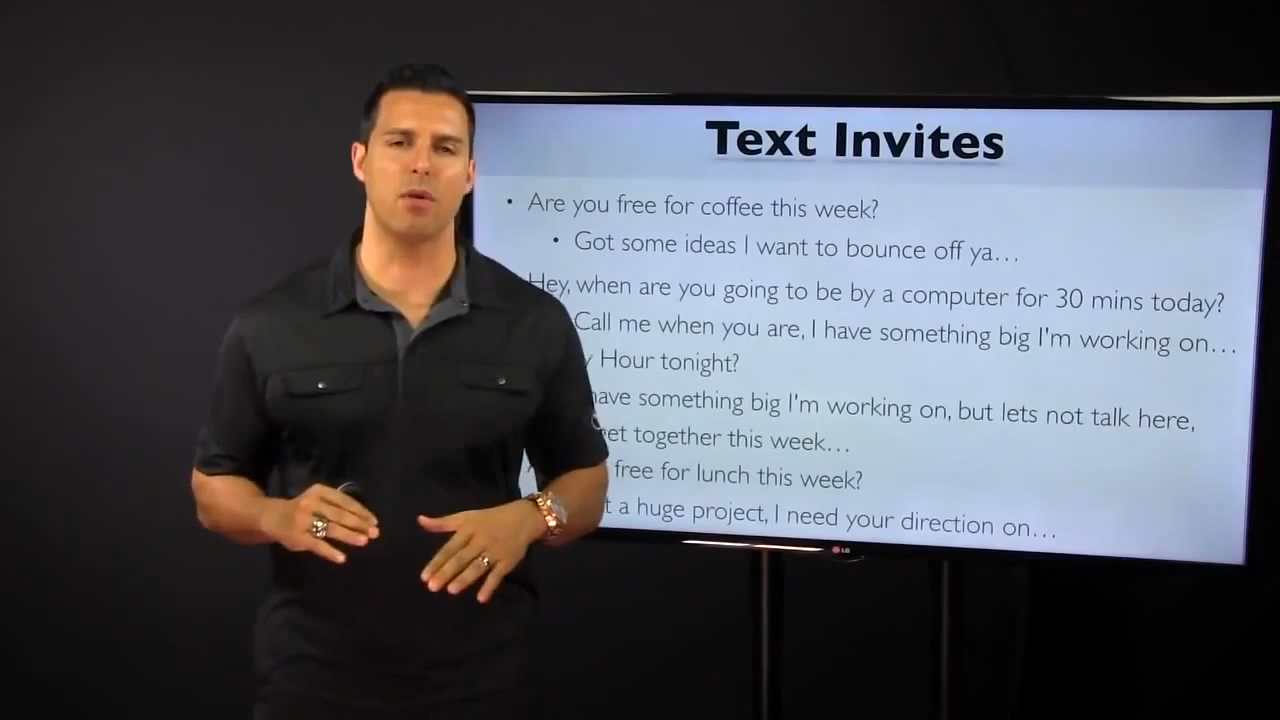 Text Invites
• Are you free for coffee this week?
• Got some ideas I want to bounce off ya…
Hey, when are you going to be by a computer for 30 mins today?
Call me when you are, I have something big I'm working on…
Hour tonight?
have something big I'm working on, but lets not talk here,
get together this week…
free for lunch this week?
a huge project, I need your direction on…
LG